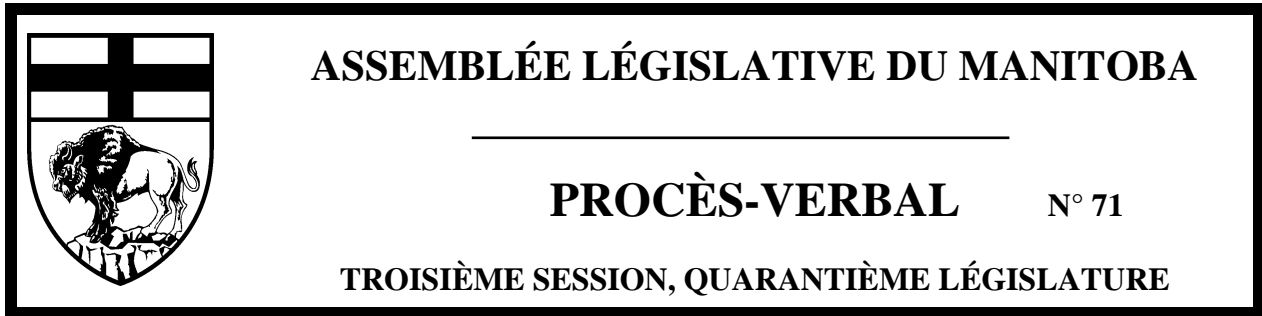 ASSEMBLÉE LÉGISLATIVE DU MANITOBA
PROCÈS-VERBAL N° 71
TROISIÈME SESSION, QUARANTIÈME LÉGISLATURE